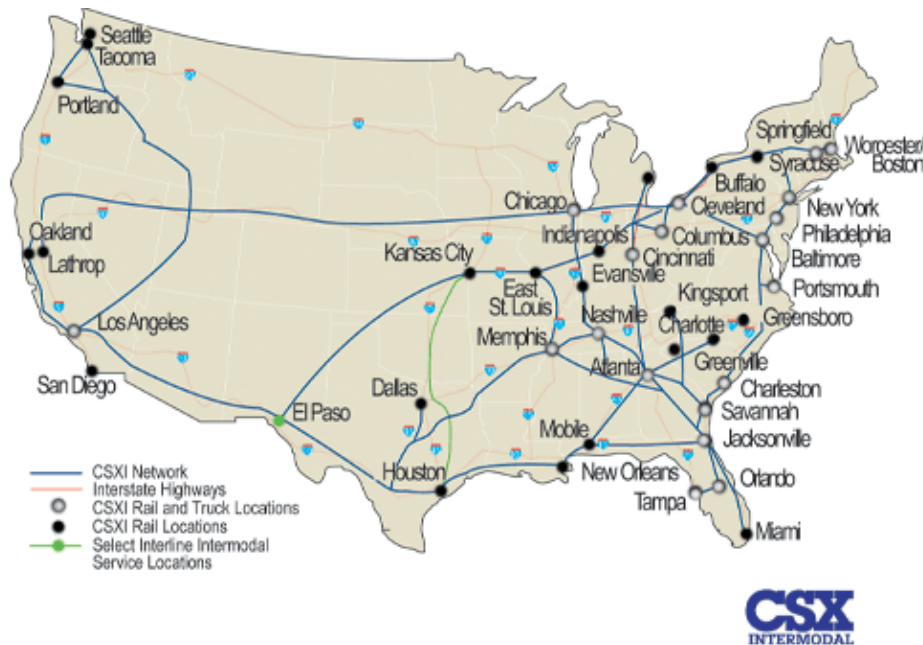 Seattle
Tacoma
Portland
Springfield
Worcester/
Boston
Syracuse
Buffalo
Chicago
Cleveland
New York
Oakland
Indianapolis
Columbus
Philadelphia
Kansas City
Cincinnati
Baltimore
Lathrop
Evansville
East
St. Louis
Kingsport
Portsmouth
Los Angeles
Nashville
Charlotte
Greensboro
Memphis
Atlanta
Greenville
San Diego
Dallas
Charleston
El Paso
Savannah
Mobile
Jacksonville
Houston
New Orleans
Orlando
Tampa
Miami
CSXI Network
Interstate Highways
CSXI Rail and Truck Locations
CSXI Rail Locations
Select Interline Intermodal
Service Locations
CSX
INTERMODAL